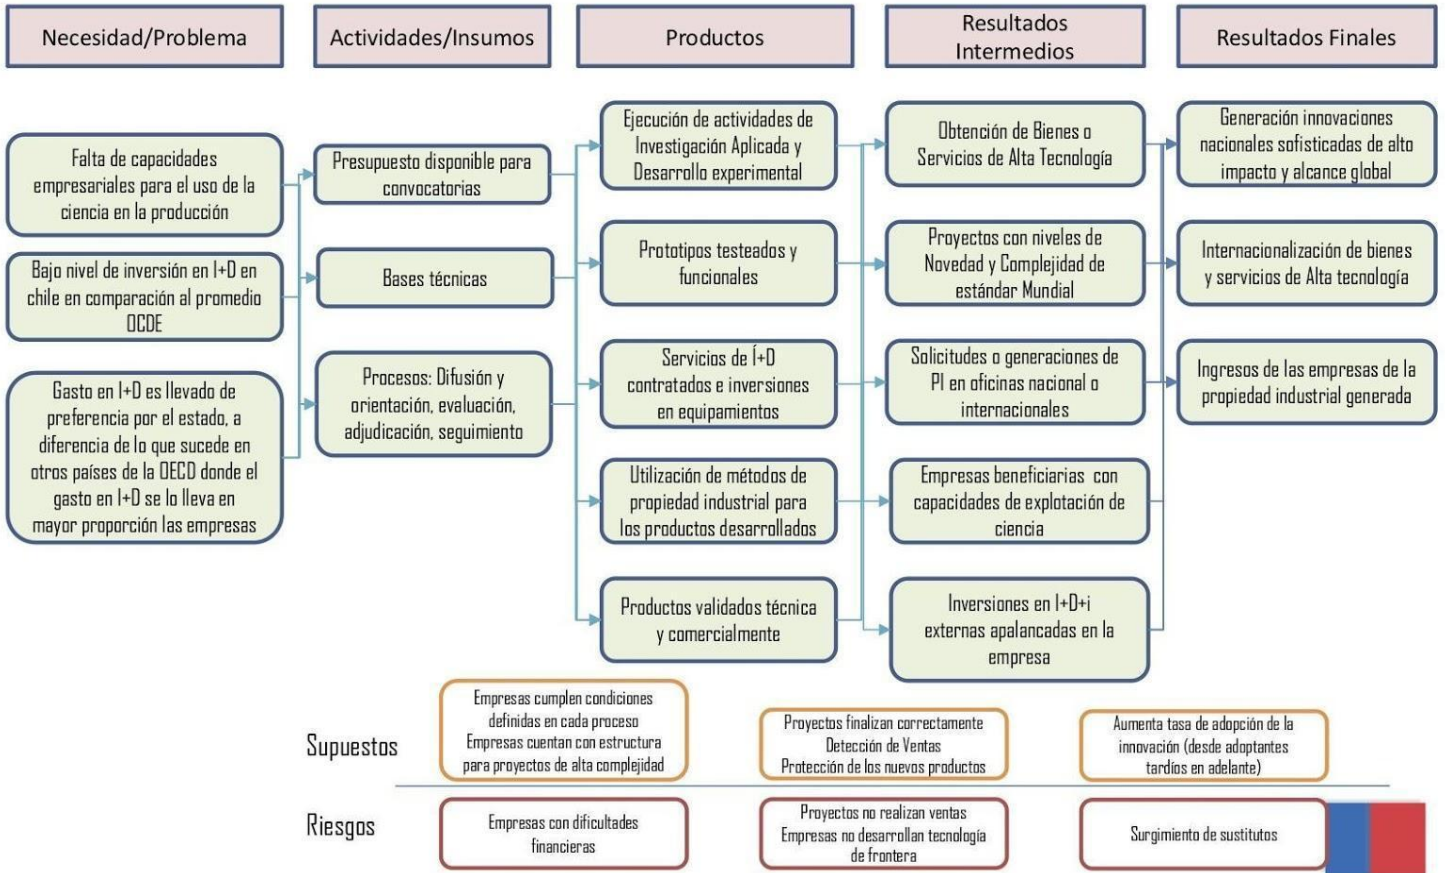 Necesidad/Problema
Actividades/Insumos
Productos
Resultados
Intermedios
Resultados Finales
Falta de capacidades
empresariales para el uso de la
ciencia en la producción
Bajo nivel de inversión en I+D en
chile en comparación al promedio
OCDE
Gasto en I+D es llevado de
preferencia por el estado, a
diferencia de lo que sucede en
otros países de la OECD donde el
gasto en I+D se lo lleva en
mayor proporción las empresas
Presupuesto disponible para
convocatorias
Bases técnicas
Procesos: Difusión y
orientación, evaluación,
adjudicación, seguimiento
Ejecución de actividades de
Investigación Aplicada y
Desarrollo experimental
Prototipos testeados y
funcionales
Servicios de Í+D
contratados e inversiones
en equipamientos
Utilización de métodos de
propiedad industrial para
los productos desarrollados
Productos validados técnica
y comercialmente
Obtención de Bienes o
Servicios de Alta Tecnología
Proyectos con niveles de
Novedad y Complejidad de
estándar Mundial
Solicitudes o generaciones de
PI en oficinas nacional o
internacionales
Empresas beneficiarias con
capacidades de explotación de
ciencia
Inversiones en I+D+i
externas apalancadas en la
empresa
Generación innovaciones
nacionales sofisticadas de alto
impacto y alcance global
Internacionalización de bienes
y servicios de Alta tecnología
Ingresos de las empresas de la
propiedad industrial generada
Supuestos
Empresas cumplen condiciones
definidas en cada proceso
Empresas cuentan con estructura
para proyectos de alta complejidad
Proyectos finalizan correctamente
Detección de Ventas
Protección de los nuevos productos
Aumenta tasa de adopción de la
innovación (desde adoptantes
tardíos en adelante)
Riesgos
Empresas con dificultades
financieras
Proyectos no realizan ventas
Empresas no desarrollan tecnología
de frontera
Surgimiento de sustitutos